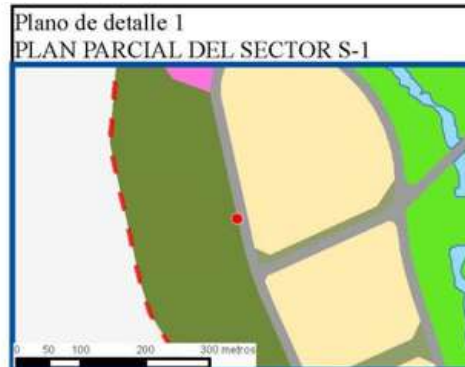 Plano de detalle 1
PLAN PARCIAL DEL SECTOR S-1
0 50 100 200 300 metros